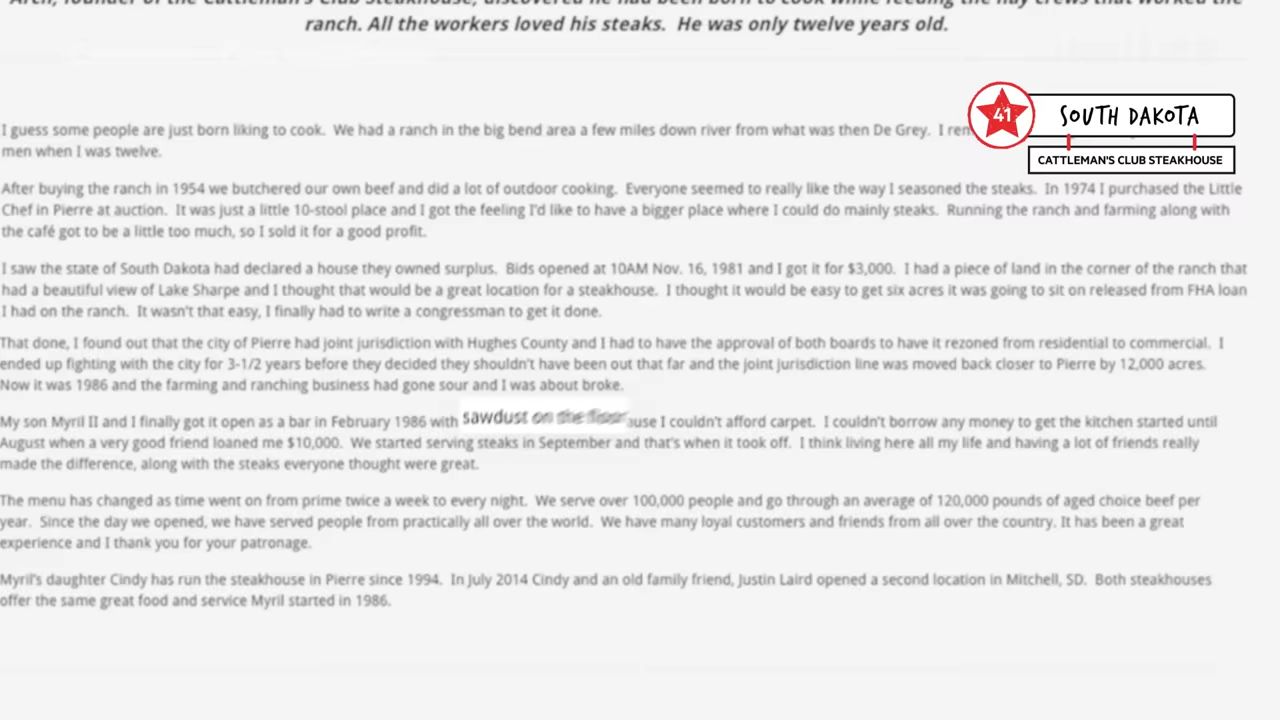 Arch, founder of the Cattleman's Club Steakhouse, discovered he had been born to cook while feeding the hay crews that worked the
ranch. All the workers loved his steaks.  He was only twelve years old.
41
SOUTH DAKOTA
CATTLEMAN'S CLUB STEAKHOUSE
I guess some people are just born liking to cook.  We had a ranch in the big bend area a few miles down river from what was then De Grey.  I
men when I was twelve.
After buying the ranch in 1954 we butchered our own beef and did a lot of outdoor cooking.  Everyone seemed to really like the way I seasoned the steaks.  In 1974 I purchased the Little
Chef in Pierre at auction.  It was just a little 10-stool place and I got the feeling I'd like to have a bigger place where I could do mainly steaks.  Running the ranch and farming along with
the café got to be a little too much, so I sold it for a good profit.
I saw the state of South Dakota had declared a house they owned surplus.  Bids opened at 10AM Nov. 16, 1981 and I got it for $3,000.  I had a piece of land in the corner of the ranch that
had a beautiful view of Lake Sharpe and I thought that would be a great location for a steakhouse.  I thought it would be easy to get six acres it was going to sit on released from FHA loan
I had on the ranch.  It wasn't that easy, I finally had to write a congressman to get it done.
That done, I found out that the city of Pierre had joint jurisdiction with Hughes County and I had to have the approval of both boards to have it rezoned from residential to commercial.  I
ended up fighting with the city for 3-1/2 years before they decided they shouldn't have been out that far and the joint jurisdiction line was moved back closer to Pierre by 12,000 acres.
Now it was 1986 and the farming and ranching business had gone sour and I was about broke.
My son Myril II and I finally got it open as a bar in February 1986 with sawdust on the floor ause I couldn't afford carpet.  I couldn't borrow any money to get the kitchen started until
August when a very good friend loaned me $10,000.  We started serving steaks in September and that's when it took off.  I think living here all my life and having a lot of friends really
made the difference, along with the steaks everyone thought were great.
The menu has changed as time went on from prime twice a week to every night.  We serve over 100,000 people and go through an average of 120,000 pounds of aged choice beef per
year.  Since the day we opened, we have served people from practically all over the world.  We have many loyal customers and friends from all over the country. It has been a great
experience and I thank you for your patronage.
Myril's daughter Cindy has run the steakhouse in Pierre since 1994.  In July 2014 Cindy and an old family friend, Justin Laird opened a second location in Mitchell, SD.  Both steakhouses
offer the same great food and service Myril started in 1986.